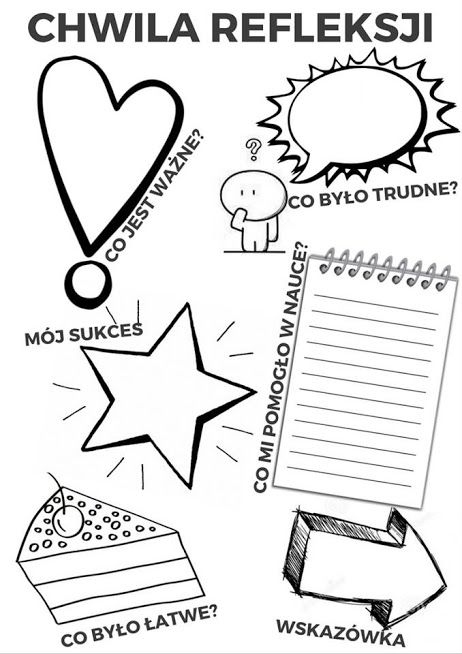 CHWILA REFLEKSJI
CO JEST WAŻNE?
?
CO BYŁO TRUDNE?
MÓJ SUKCES
CO MI POMOGŁO W NAUCE?
CO BYŁO ŁATWE?
WSKAZÓWKA